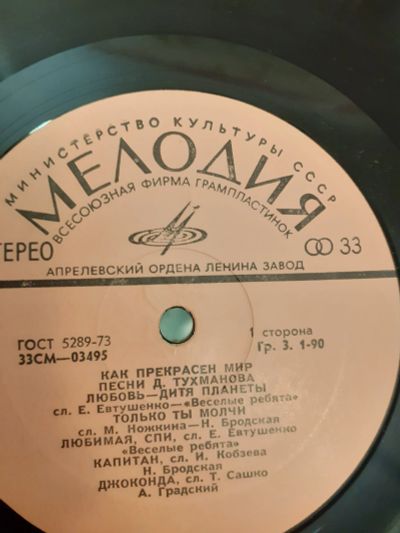 МИНИСТЕРСТВО КУЛЬТУРЫ СССР
МЕЛОДИЯ
ВСЕСОЮЗНАЯ ФИРМА ГРАМПЛАСТИНОК
СТЕРЕО
33
АПРЕЛЕВСКИЙ ОРДЕНА ЛЕНИНА ЗАВОД
ГОСТ 5289-73
33СМ—03495
1 сторона
Гр. 3. 1-90
КАК ПРЕКРАСЕН МИР
ПЕСНИ Д. ТУХМАНОВА
ЛЮБОВЬ—ДИТЯ ПЛАНЕТЫ
сл. Е. Евтушенко—«Веселые ребята»
ТОЛЬКО ТЫ МОЛЧИ
сл. М. Ножкина—Н. Бродская
ЛЮБИМАЯ, СПИ, сл. Е. Евтушенко
«Веселые ребята»
КАПИТАН, сл. И. Кобзева
Н. Бродская
ДЖОКОНДА, сл. Т. Сашко
А. Градский